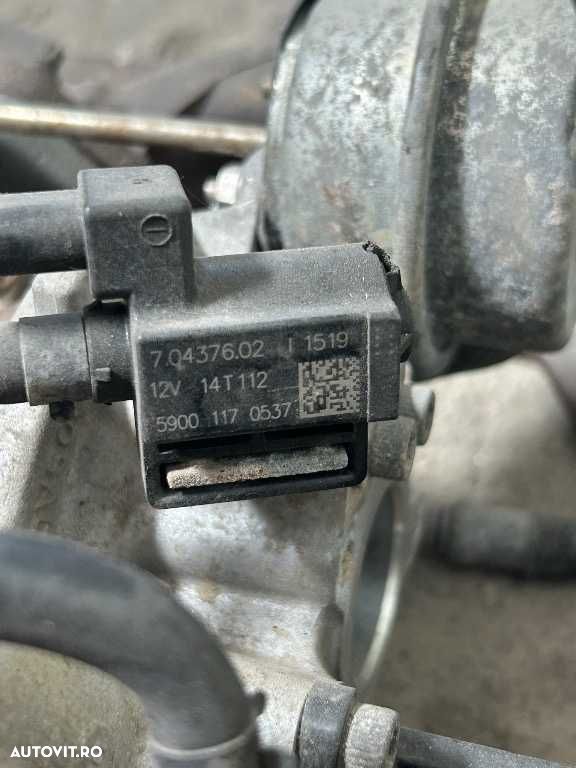 7.04376.02 J 1519
12V 14T112
5900 117 0537
AUTOVIT.RO